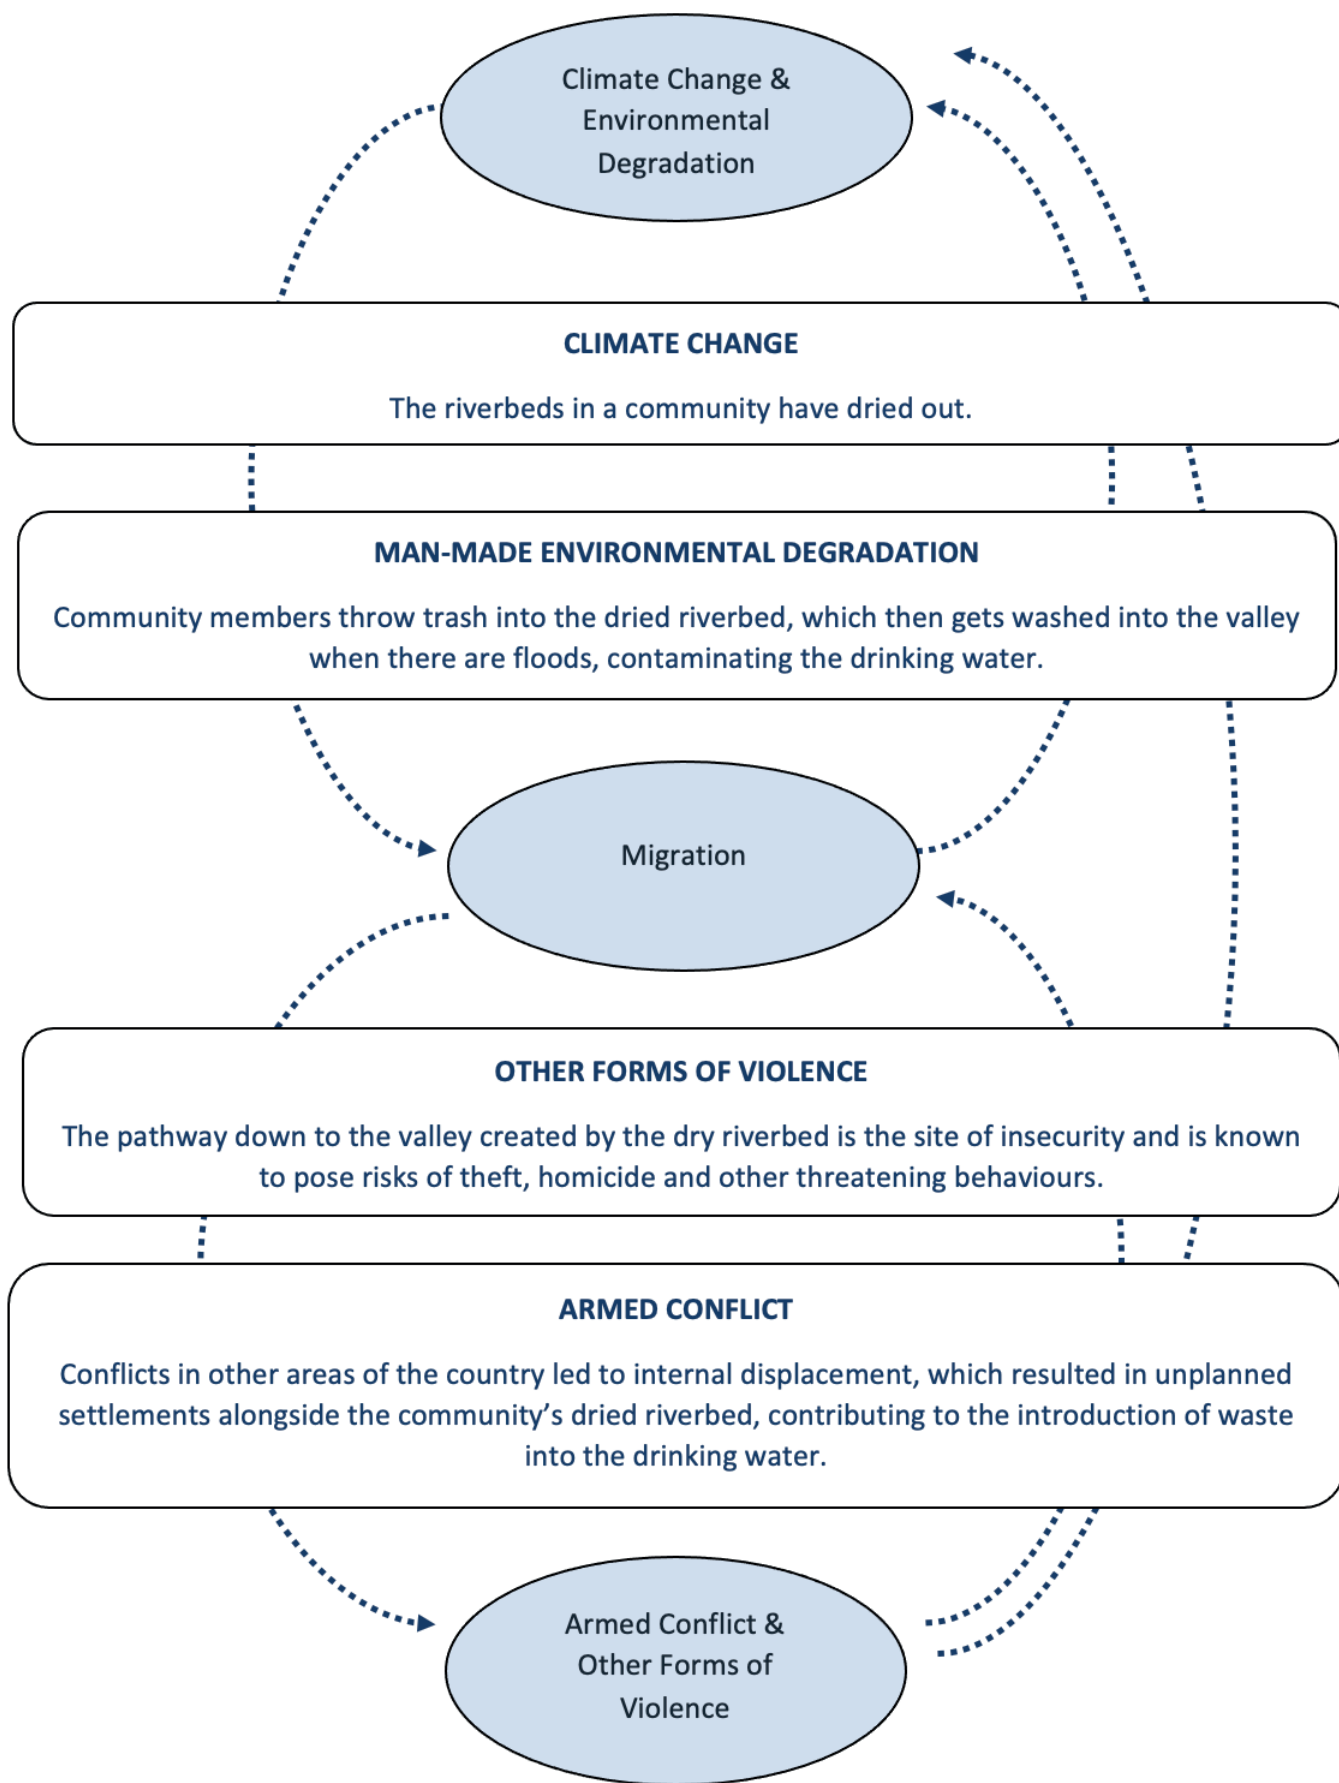 Climate Change &
Environmental
Degradation
CLIMATE CHANGE
The riverbeds in a community have dried out.
MAN-MADE ENVIRONMENTAL DEGRADATION
Community members throw trash into the dried riverbed, which then gets washed into the valley
when there are floods, contaminating the drinking water.
Migration
OTHER FORMS OF VIOLENCE
The pathway down to the valley created by the dry riverbed is the site of insecurity and is known
to pose risks of theft, homicide and other threatening behaviours.
ARMED CONFLICT
Conflicts in other areas of the country led to internal displacement, which resulted in unplanned
settlements alongside the community’s dried riverbed, contributing to the introduction of waste
into the drinking water.
Armed Conflict &
Other Forms of
Violence